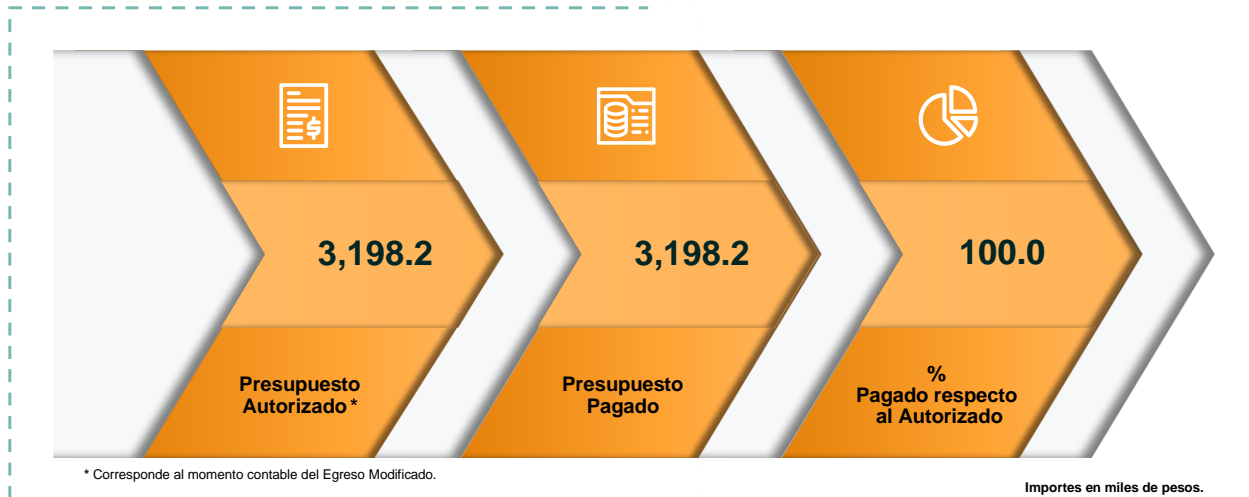 3,198.2
3,198.2
100.0
Presupuesto
Autorizado *
Presupuesto
Pagado
%
Pagado respecto
al Autorizado
* Corresponde al momento contable del Egreso Modificado.
Importes en miles de pesos.